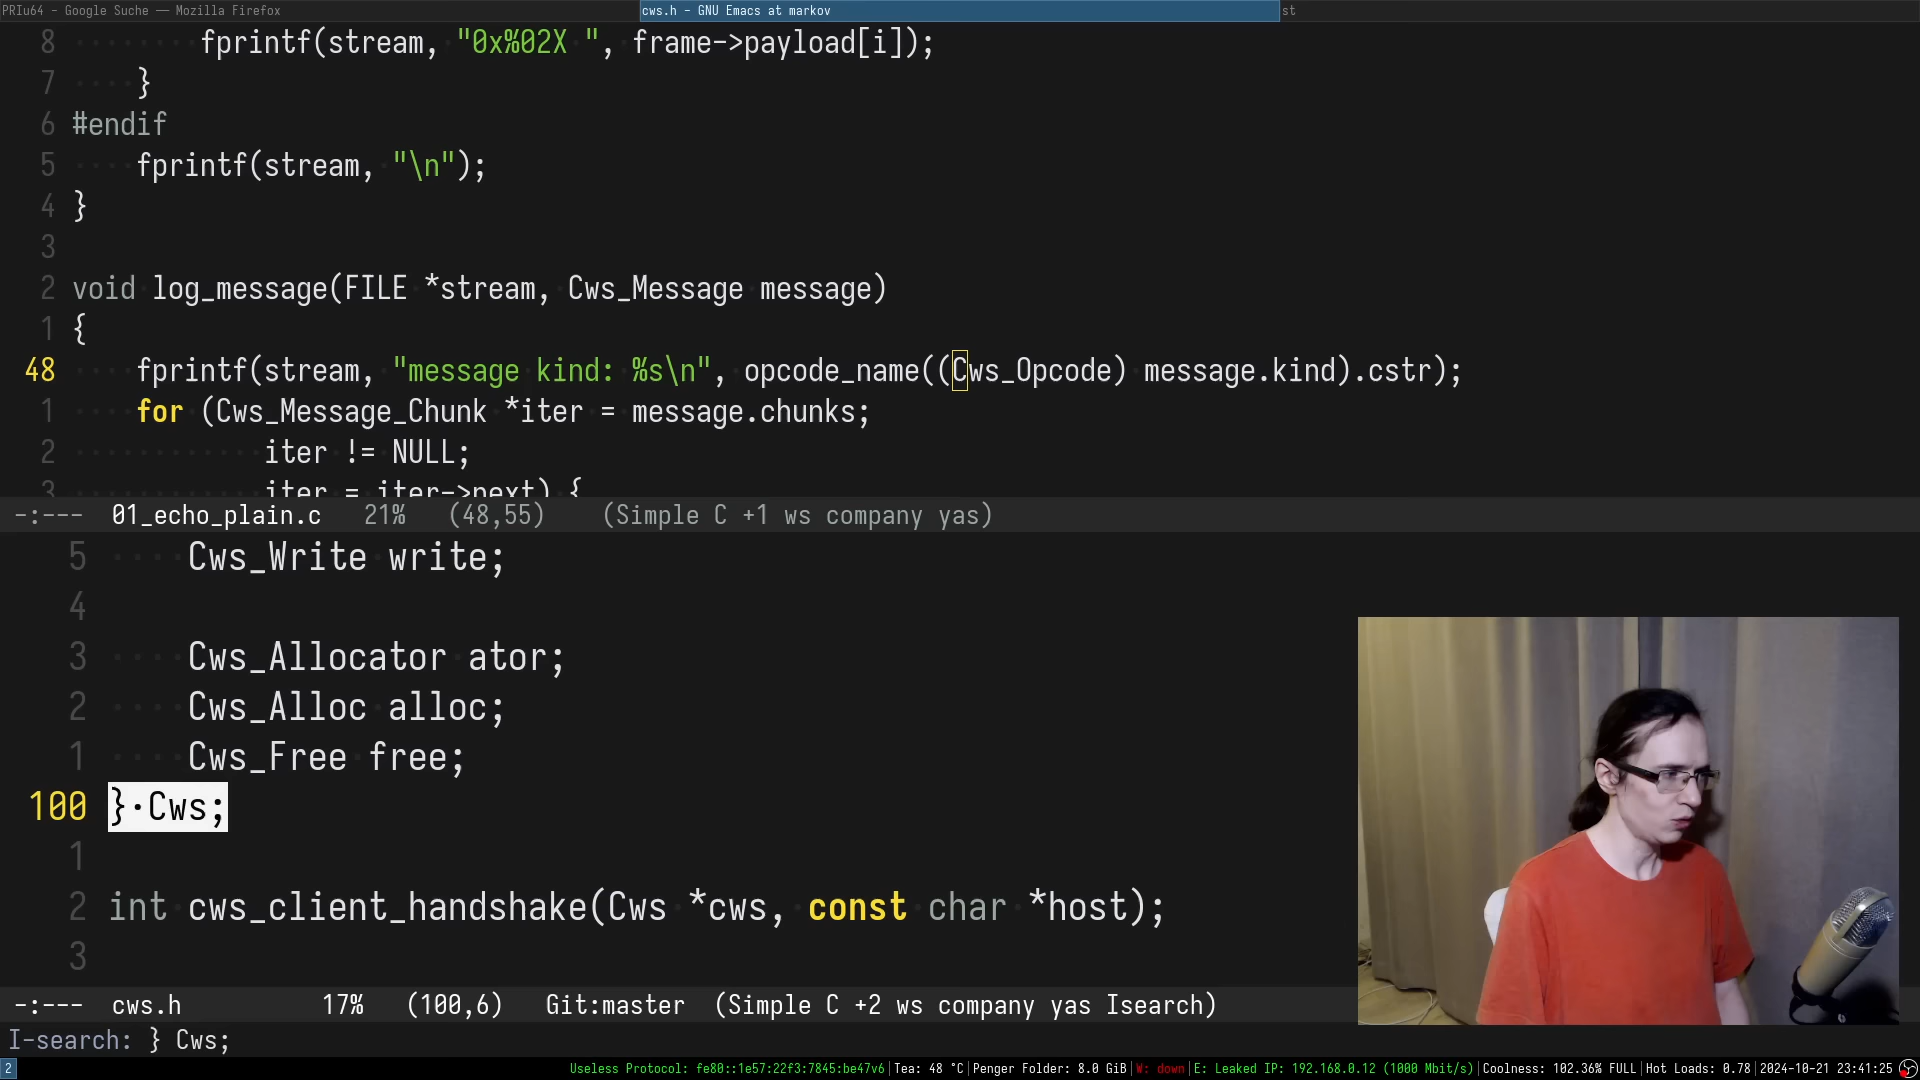 PRIu64 – Google Suche — Mozilla Firefox
cws.h – GNU Emacs at markov
st
8 fprintf(stream, "0x%02X ", frame->payload[i]);
7 }
6 #endif
5 fprintf(stream, "\n");
4 }
3
2 void log_message(FILE *stream, Cws_Message message)
1 {
48 fprintf(stream, "message kind: %s\n", opcode_name((Cws_Opcode) message.kind).cstr);
1 for (Cws_Message_Chunk *iter = message.chunks;
2 iter != NULL;
3 iter = iter->next) {
-:--- 01_echo_plain.c 21% (48,55) (Simple C +1 ws company yas)
5 Cws_Write write;
4
3 Cws_Allocator ator;
2 Cws_Alloc alloc;
1 Cws_Free free;
100 }·Cws;
1
2 int cws_client_handshake(Cws *cws, const char *host);
3
-:--- cws.h 17% (100,6) Git:master (Simple C +2 ws company yas Isearch)
I-search: } Cws;
2 Useless Protocol: fe80::1e57:22f3:7845:be47v6|Tea: 48 °C|Penger Folder: 8.0 GiB|W: down|E: Leaked IP: 192.168.0.12 (1000 Mbit/s)|Coolness: 102.36% FULL|Hot Loads: 0.78|2024-10-21 23:41:25